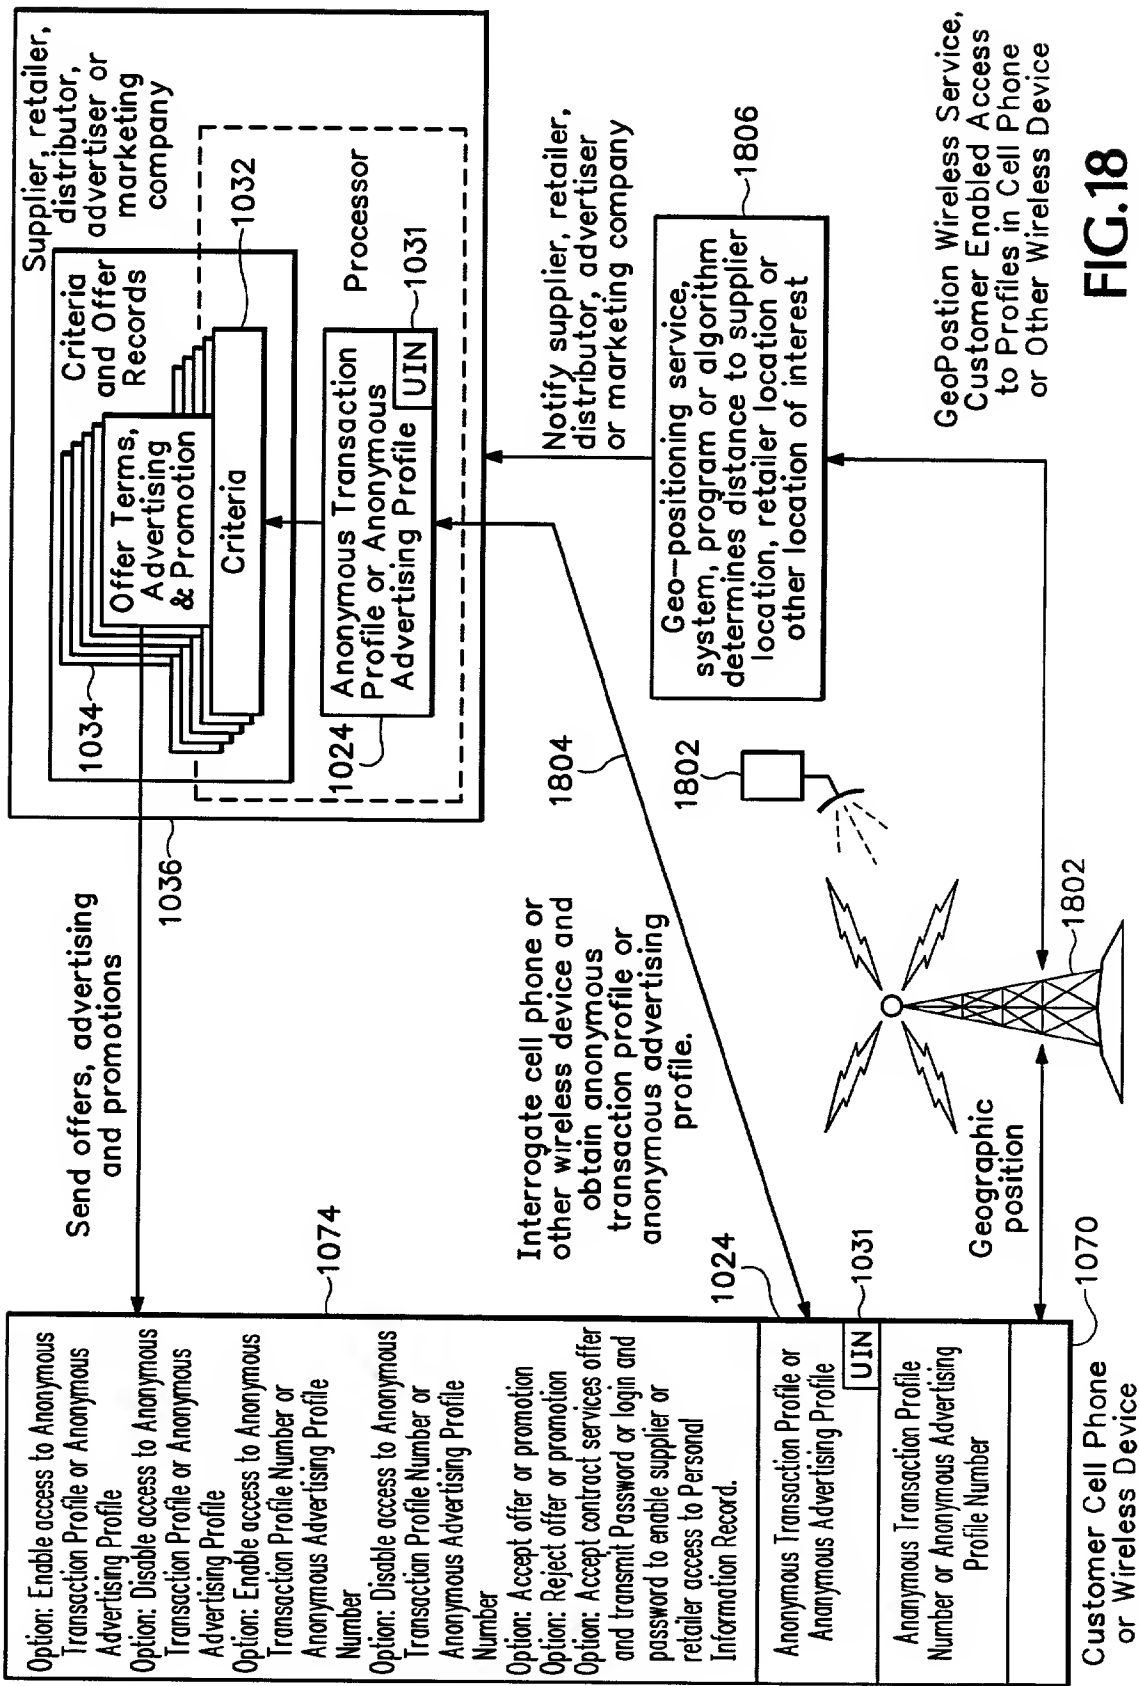 Supplier, retailer,
distributor,
advertiser or
marketing
company
Criteria
and Offer
Records
1032
1034
Offer Terms,
Advertising
& Promotion
Criteria
Processor
Anonymous Transaction
Profile or Anonymous
Advertising Profile
UIN
1031
1024
1036
Send offers, advertising
and promotions
Notify supplier, retailer,
distributor, advertiser
or marketing company
1804
Interrogate cell phone or
other wireless device and
obtain anonymous
transaction profile or
anonymous advertising
profile.
1806
Geo-positioning service,
system, program or algorithm
determines distance to supplier
location, retailer location or
other location of interest
1802
1802
Geographic
position
GeoPostion Wireless Service,
Customer Enabled Access
to Profiles in Cell Phone
or Other Wireless Device
Option: Enable access to Anonymous
Transaction Profile or Anonymous
Advertising Profile
Option: Disable access to Anonymous
Transaction Profile or Anonymous
Advertising Profile
Option: Enable access to Anonymous
Transaction Profile Number or
Anonymous Advertising Profile
Number
Option: Disable access to Anonymous
Transaction Profile Number or
Anonymous Advertising Profile
Number
Option: Accept offer or promotion
Option: Reject offer or promotion
Option: Accept contract services offer
and transmit Password or login and
password to enable supplier or
retailer access to Personal
Information Record.
1074
1024
Anonymous Transaction Profile or
Anonymous Advertising Profile
UIN
1031
Anonymous Transaction Profile
Number or Anonymous Advertising
Profile Number
1070
Customer Cell Phone
or Wireless Device
FIG.18